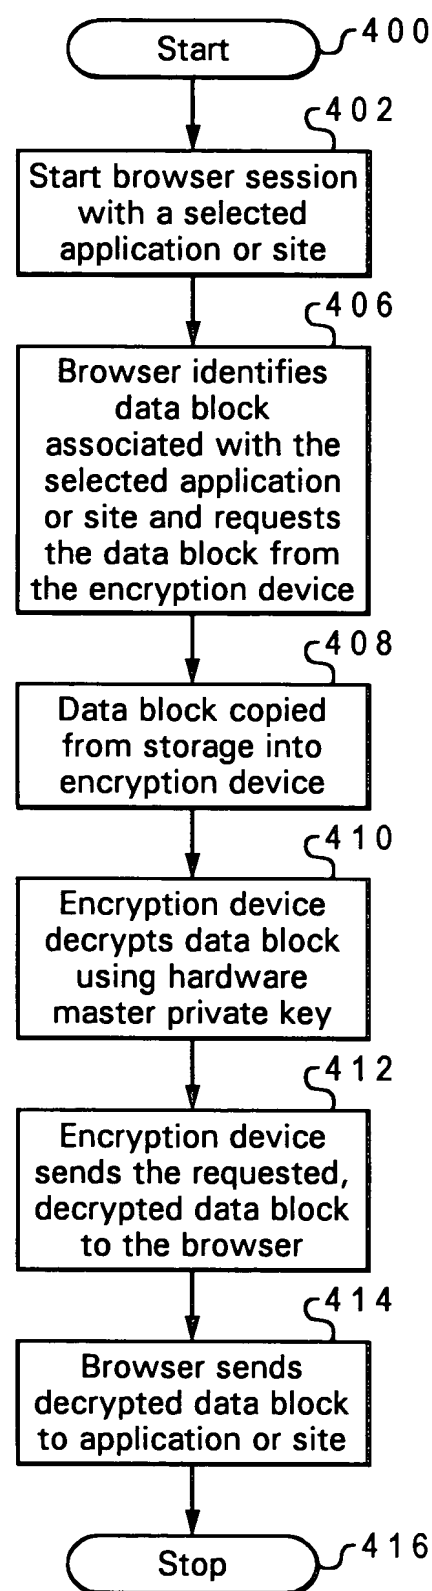 Start
400
402
Start browser session
with a selected
application or site
406
Browser identifies
data block
associated with the
selected application
or site and requests
the data block from
the encryption device
408
Data block copied
from storage into
encryption device
410
Encryption device
decrypts data block
using hardware
master private key
412
Encryption device
sends the requested,
decrypted data block
to the browser
414
Browser sends
decrypted data block
to application or site
Stop
416